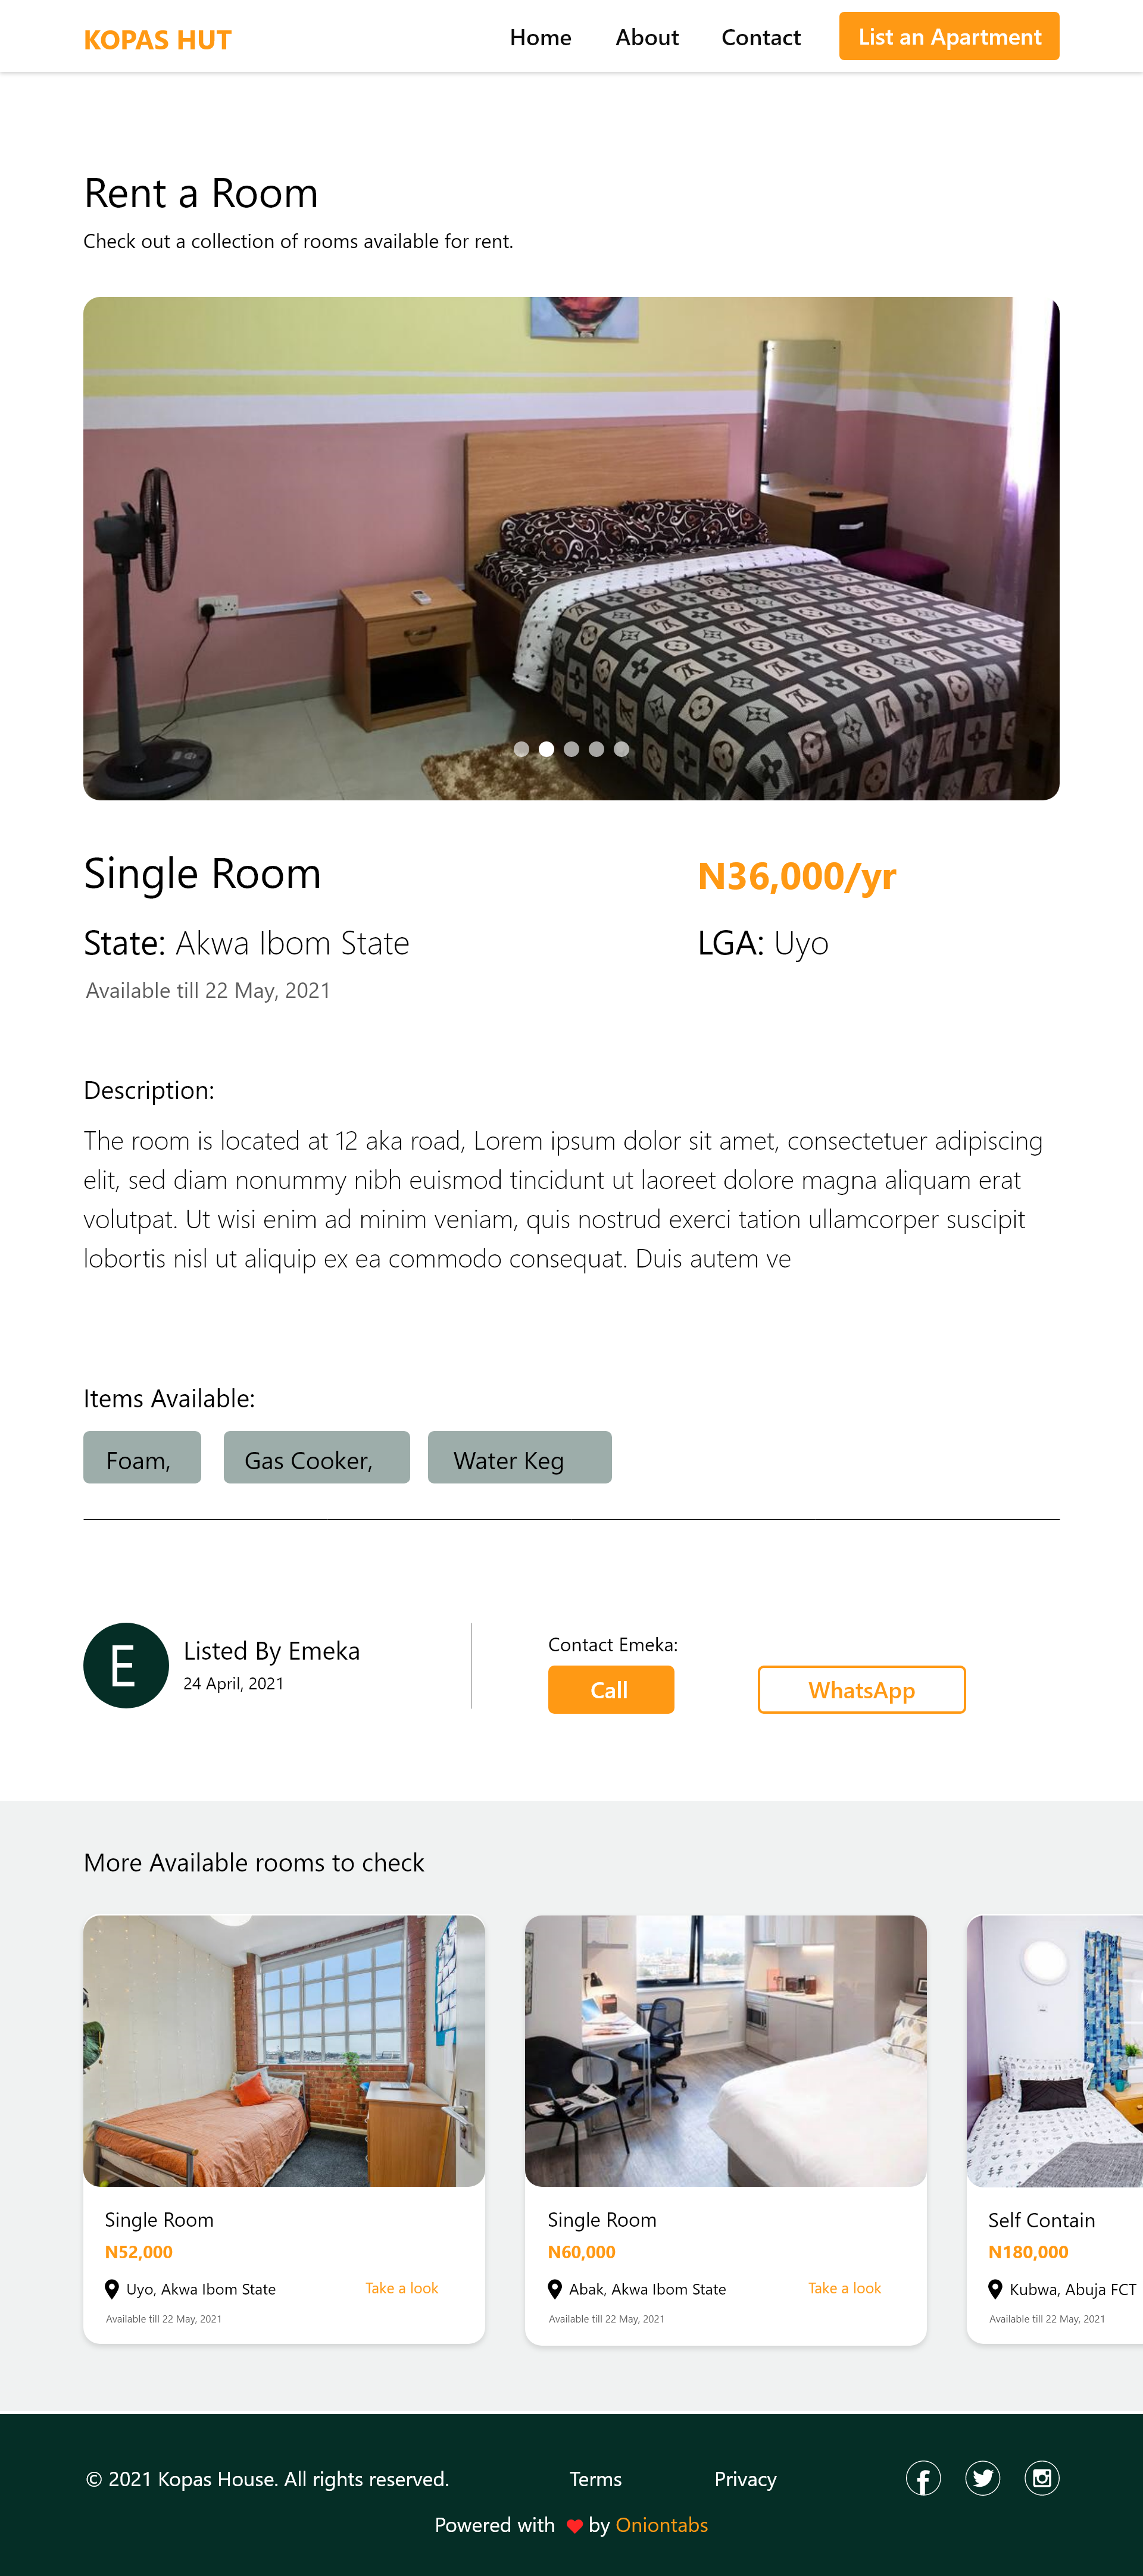 KOPAS HUT
Home
About
Contact
List an Apartment
Rent a Room
Check out a collection of rooms available for rent.
Single Room
N36,000/yr
State: Akwa Ibom State
LGA: Uyo
Available till 22 May, 2021
Description:
The room is located at 12 aka road, Lorem ipsum dolor sit amet, consectetuer adipiscing
elit, sed diam nonummy nibh euismod tincidunt ut laoreet dolore magna aliquam erat
volutpat. Ut wisi enim ad minim veniam, quis nostrud exerci tation ullamcorper suscipit
lobortis nisl ut aliquip ex ea commodo consequat. Duis autem ve
Items Available:
Foam,
Gas Cooker,
Water Keg
E
Listed By Emeka
24 April, 2021
Contact Emeka:
Call
WhatsApp
More Available rooms to check
Single Room
N52,000
Uyo, Akwa Ibom State
Take a look
Available till 22 May, 2021
Single Room
N60,000
Abak, Akwa Ibom State
Take a look
Available till 22 May, 2021
Self Contain
N180,000
Kubwa, Abuja FCT
Available till 22 May, 2021
© 2021 Kopas House. All rights reserved.
Terms
Privacy
Powered with ♥ by Oniontabs